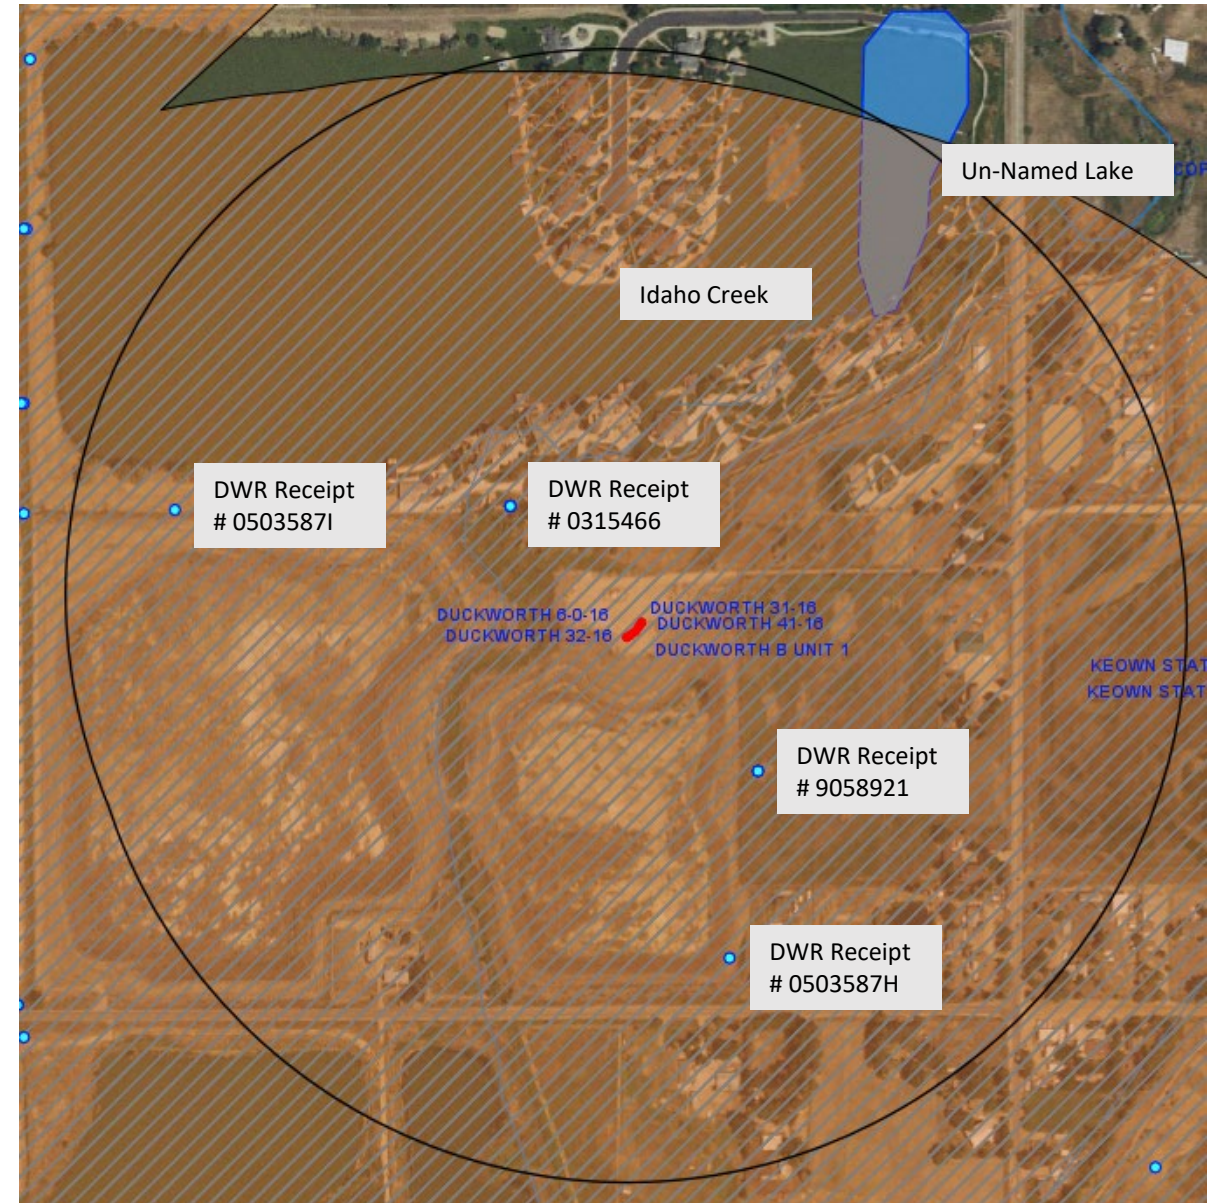 Un-Named Lake
COF
Idaho Creek
DWR Receipt
# 0503587I
DWR Receipt
# 0315466
DUCKWORTH 6-0-16
DUCKWORTH 31-16
DUCKWORTH 32-16
DUCKWORTH 41-16
DUCKWORTH B UNIT 1
KEOWN STAT
KEOWN STAT
DWR Receipt
# 9058921
DWR Receipt
# 0503587H